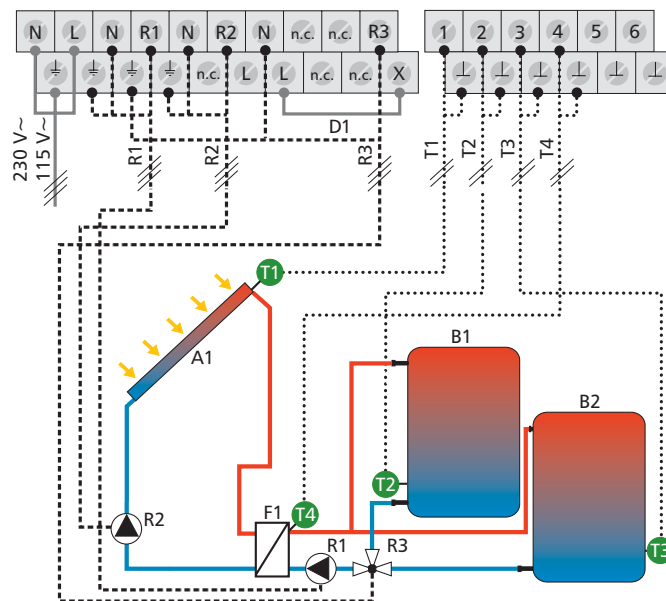 N L N R1 N R2 N n.c. n.c. R3
1 2 3 4 5 6
n.c. L L n.c. n.c. X
D1
230 V~
115 V~
R1
R2
R3
T1
T2
T3
T4
T1
A1
B1
B2
T2
F1
T4
R2
R1
R3
T3